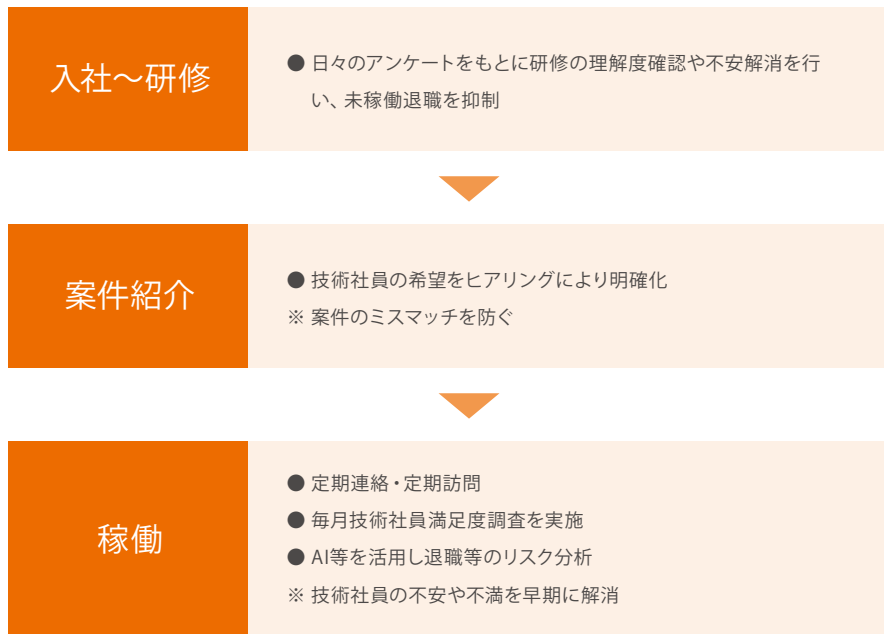 入社～研修
● 日々のアンケートをもとに研修の理解度確認や不安解消を行
い、未稼働退職を抑制
案件紹介
● 技術社員の希望をヒアリングにより明確化
※ 案件のミスマッチを防ぐ
稼働
● 定期連絡・定期訪問
● 毎月技術社員満足度調査を実施
● AI等を活用し退職等のリスク分析
※ 技術社員の不安や不満を早期に解消